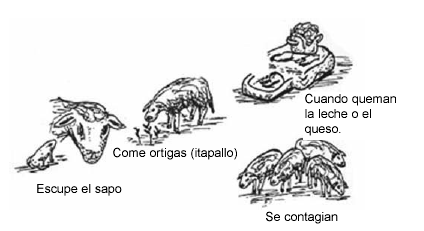 Cuando queman
la leche o el
queso.
Come ortigas (itapallo)
Escupe el sapo
Se contagian